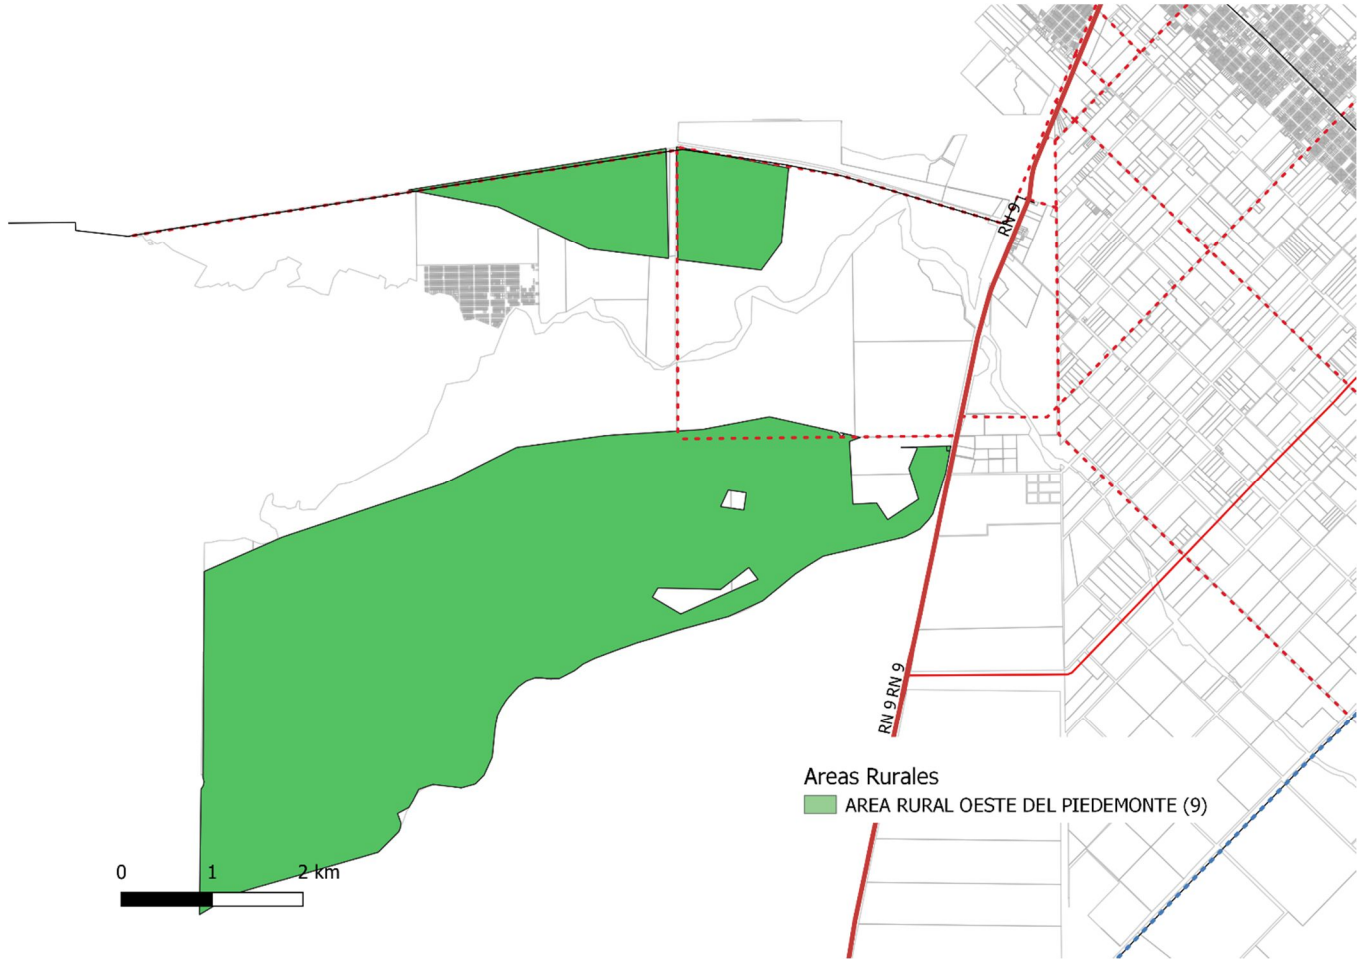 RN 9
RN 9 RN 9
Areas Rurales
AREA RURAL OESTE DEL PIEDEMONTE (9)
0 1 2 km